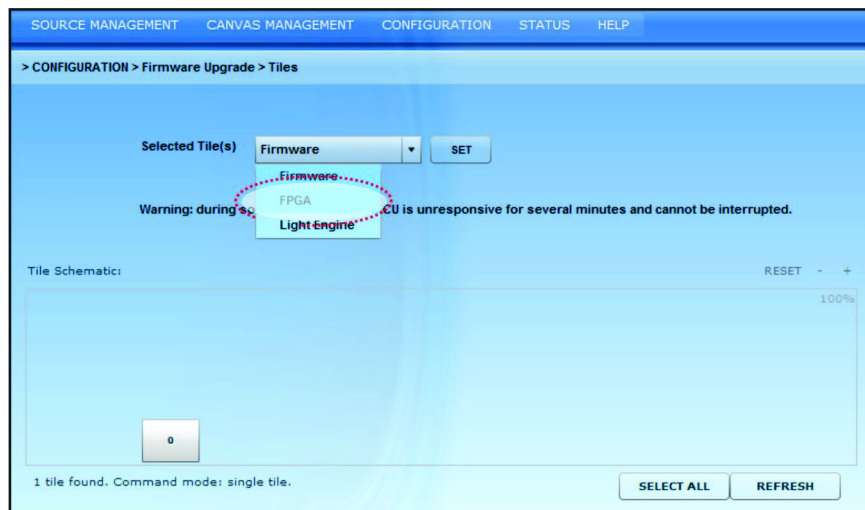 SOURCE MANAGEMENT CANVAS MANAGEMENT CONFIGURATION STATUS HELP
> CONFIGURATION > Firmware Upgrade > Tiles
Selected Tile(s) Firmware SET
Firmware
FPGA
Light Engine
Warning: during CU is unresponsive for several minutes and cannot be interrupted.
Tile Schematic: RESET - +
100%
0
1 tile found. Command mode: single tile.
SELECT ALL REFRESH